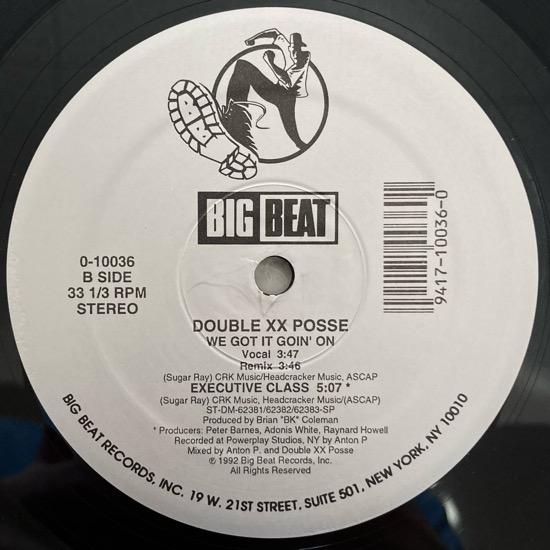 BIG BEAT
0-10036
B SIDE
33 1/3 RPM
STEREO
9417-10036-0
DOUBLE XX POSSE
WE GOT IT GOIN' ON
Vocal 3:47
Remix 3:46
(Sugar Ray) CRK Music/Headcracker Music, ASCAP
EXECUTIVE CLASS 5:07 *
(Sugar Ray) CRK Music, Headcracker Music/(ASCAP)
ST-DM-62381/62382/62383-SP
Produced by Brian "BK" Coleman
* Producers: Peter Barnes, Adonis White, Raynard Howell
Recorded at Powerplay Studios, NY by Anton P
Mixed by Anton P. and Double XX Posse
℗ 1992 Big Beat Records, Inc.
All Rights Reserved
BIG BEAT RECORDS, INC. 19 W. 21ST STREET, SUITE 501, NEW YORK, NY 10010